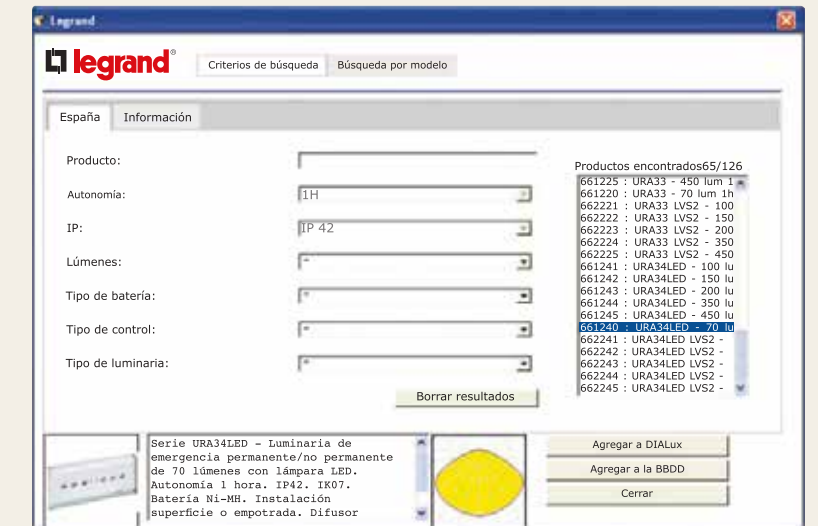 Legrand
legrand®
Criterios de búsqueda
Búsqueda por modelo
España
Información
Producto:
Autonomía:
1H
IP:
IP 42
Lúmenes:
*
Tipo de batería:
*
Tipo de control:
*
Tipo de luminaria:
*
Borrar resultados
Productos encontrados65/126
661225 : URA33 - 450 lum 1
661220 : URA33 - 70 lum 1h
662221 : URA33 LVS2 - 100
662222 : URA33 LVS2 - 150
662223 : URA33 LVS2 - 200
662224 : URA33 LVS2 - 350
662225 : URA33 LVS2 - 450
661241 : URA34LED - 100 lu
661242 : URA34LED - 150 lu
661243 : URA34LED - 200 lu
661244 : URA34LED - 350 lu
661245 : URA34LED - 450 lu
661240 : URA34LED - 70 lu
662241 : URA34LED LVS2 -
662242 : URA34LED LVS2 -
662243 : URA34LED LVS2 -
662244 : URA34LED LVS2 -
662245 : URA34LED LVS2 -
Serie URA34LED - Luminaria de
emergencia permanente/no permanente
de 70 lúmenes con lámpara LED.
Autonomía 1 hora. IP42. IK07.
Batería Ni-MH. Instalación
superficie o empotrada. Difusor
Agregar a DIALux
Agregar a la BBDD
Cerrar